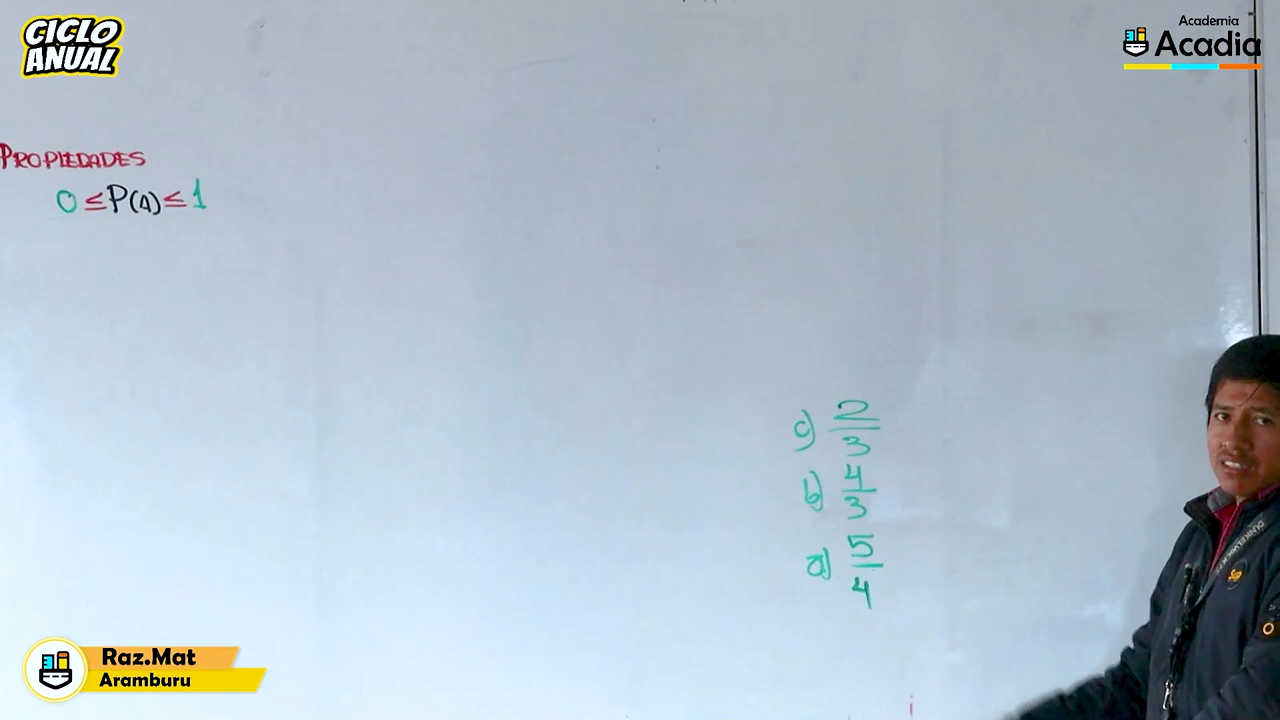 CICLO
ANUAL
Academia
Acadia
PROPIEDADES
0 ≤ P(A) ≤ 1
c) 2/3
b) 4/3
a) 5/4
Raz.Mat
Aramburu